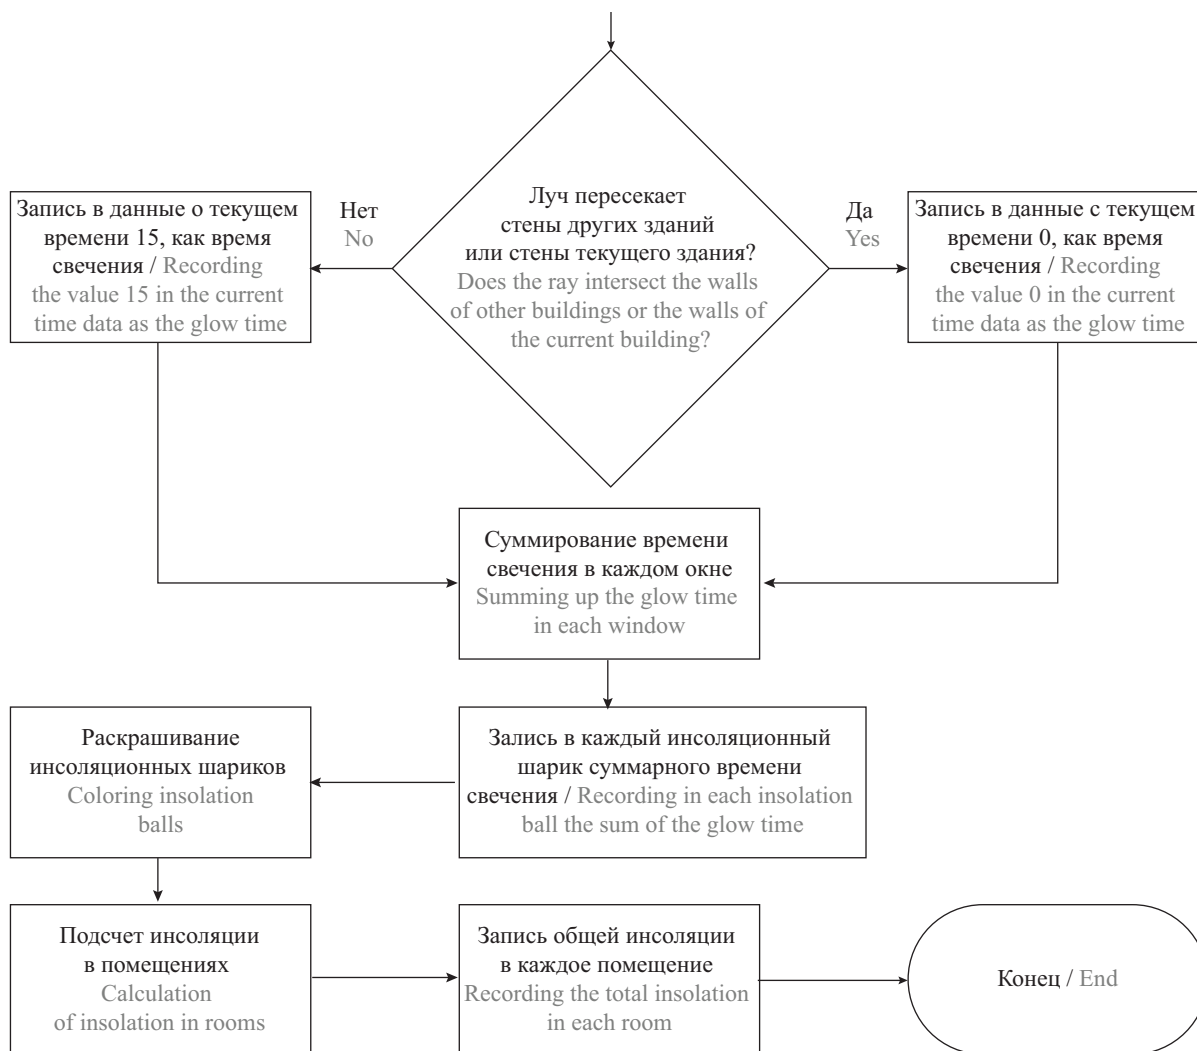 Луч пересекает
стены других зданий
или стены текущего здания?
Does the ray intersect the walls
of other buildings or the walls of
the current building?
Нет
No
Да
Yes
Запись в данные о текущем
времени 15, как время
свечения / Recording
the value 15 in the current
time data as the glow time
Запись в данные с текущем
времени 0, как время
свечения / Recording
the value 0 in the current
time data as the glow time
Суммирование времени
свечения в каждом окне
Summing up the glow time
in each window
Зались в каждый инсоляционный
шарик суммарного времени
свечения / Recording in each insolation
ball the sum of the glow time
Раскрашивание
инсоляционных шариков
Coloring insolation
balls
Подсчет инсоляции
в помещениях
Calculation
of insolation in rooms
Запись общей инсоляции
в каждое помещение
Recording the total insolation
in each room
Конец / End